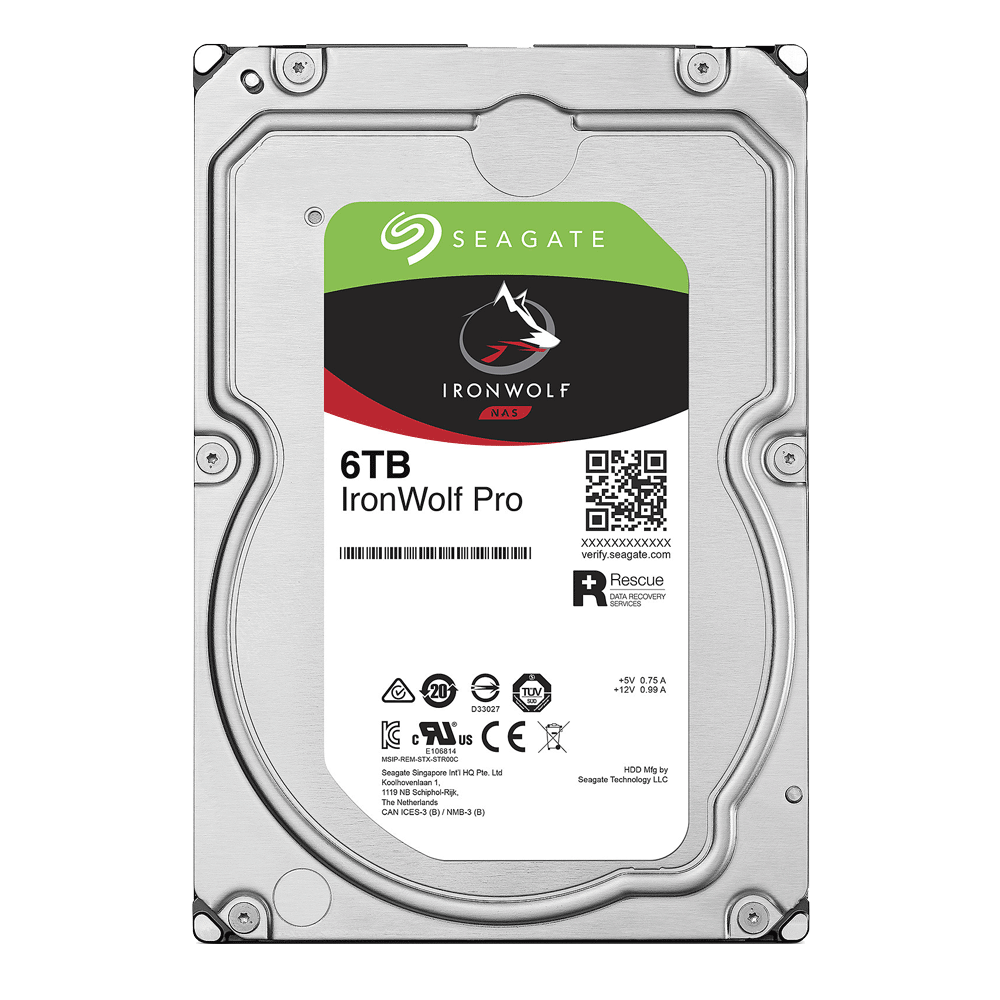 SEAGATE
IRONWOLF
NAS
6TB
IronWolf Pro
XXXXXXXXXXXX
verify.seagate.com
R Rescue
DATA RECOVERY
SERVICES
+5V 0.75 A
+12V 0.99 A
20
D33027
TÜV
SÜD
c RU® US
CE
E106814
MSIP-REM-STX-STR00C
Seagate Singapore Int'l HQ Pte. Ltd
Koolhovenlaan 1,
1119 NB Schiphol-Rijk,
The Netherlands
CAN ICES-3 (B) / NMB-3 (B)
HDD Mfg by
Seagate Technology LLC